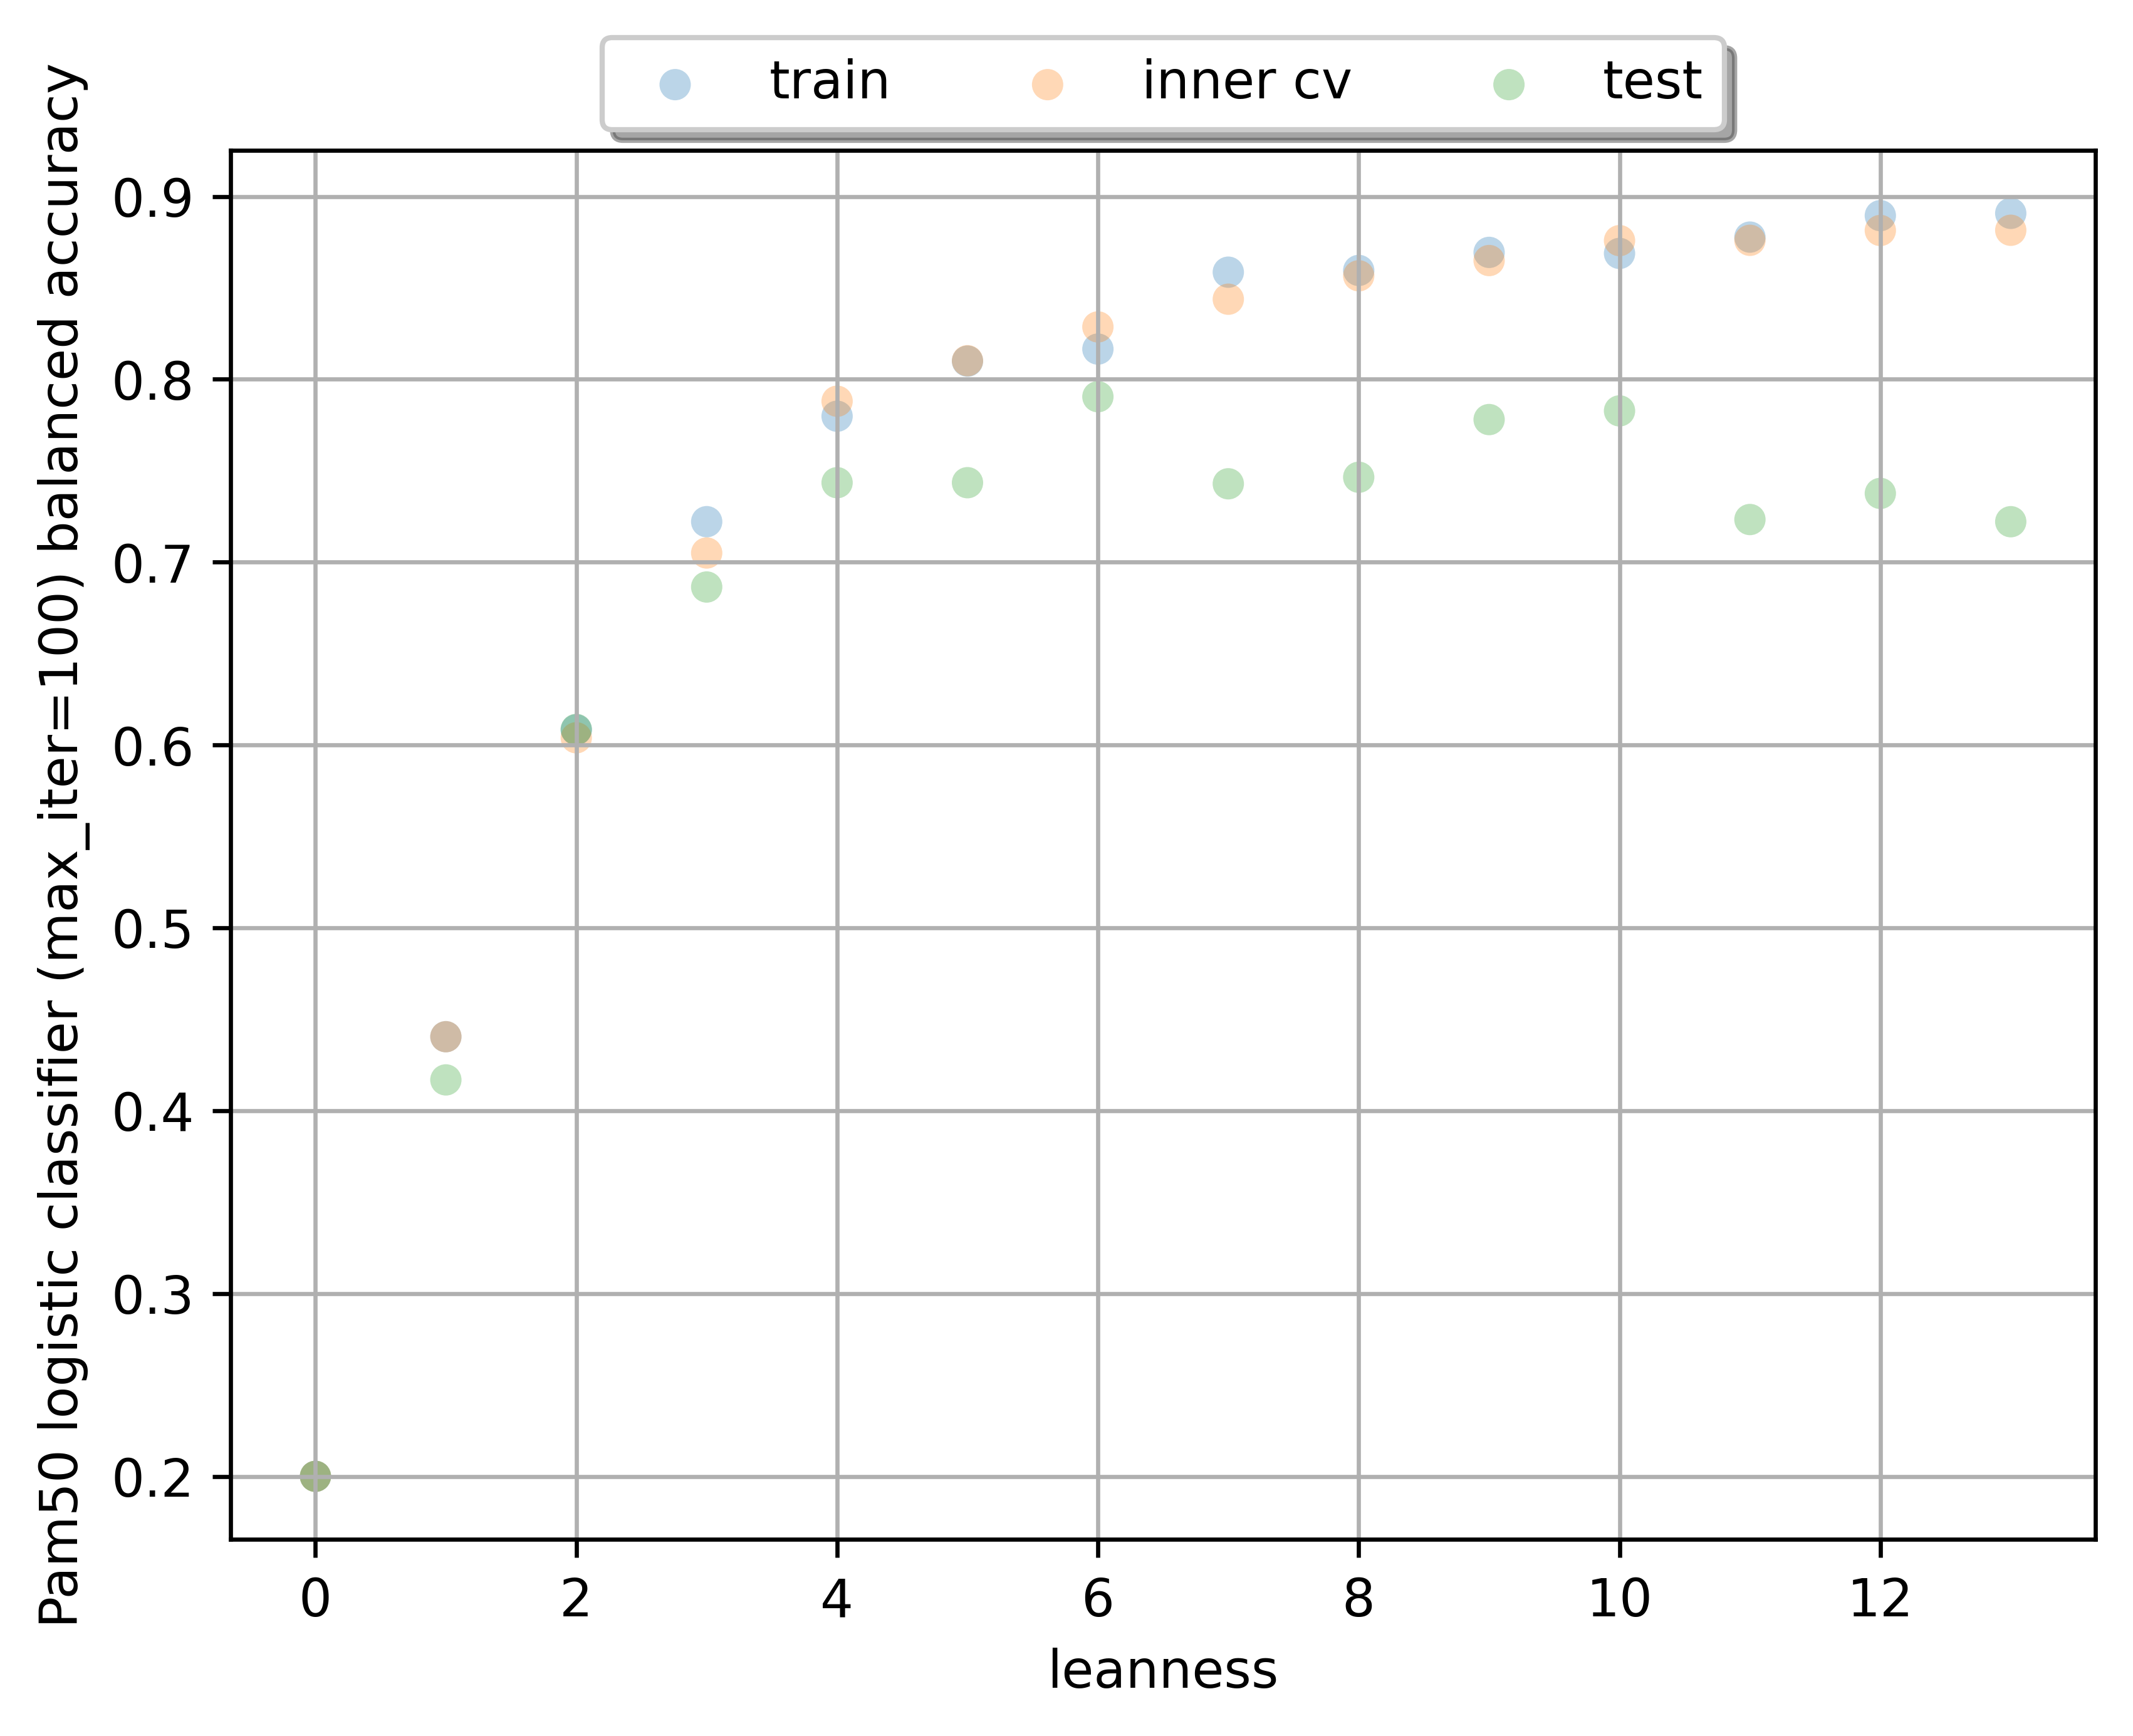 train inner cv test
Pam50 logistic classifier (max_iter=100) balanced accuracy
0.9
0.8
0.7
0.6
0.5
0.4
0.3
0.2
0 2 4 6 8 10 12
leanness